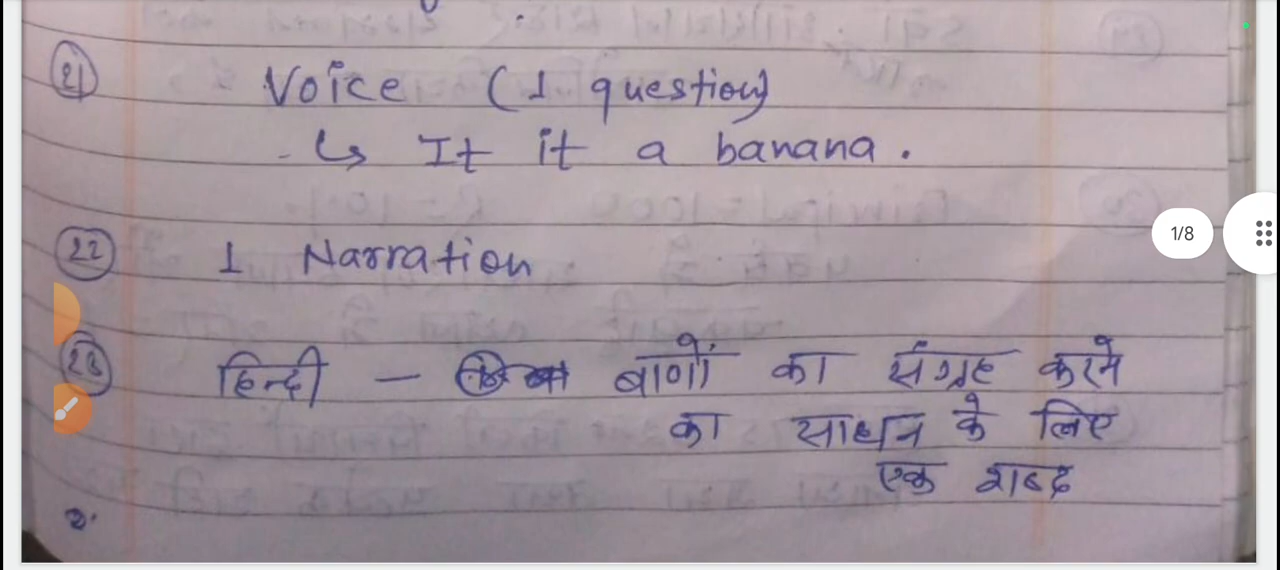 21 Voice (1 question)
↳ It it a banana.
22 1 Narration
23 हिन्दी – बाणों का संग्रह करने
का साधन के लिए
एक शब्द
1/8